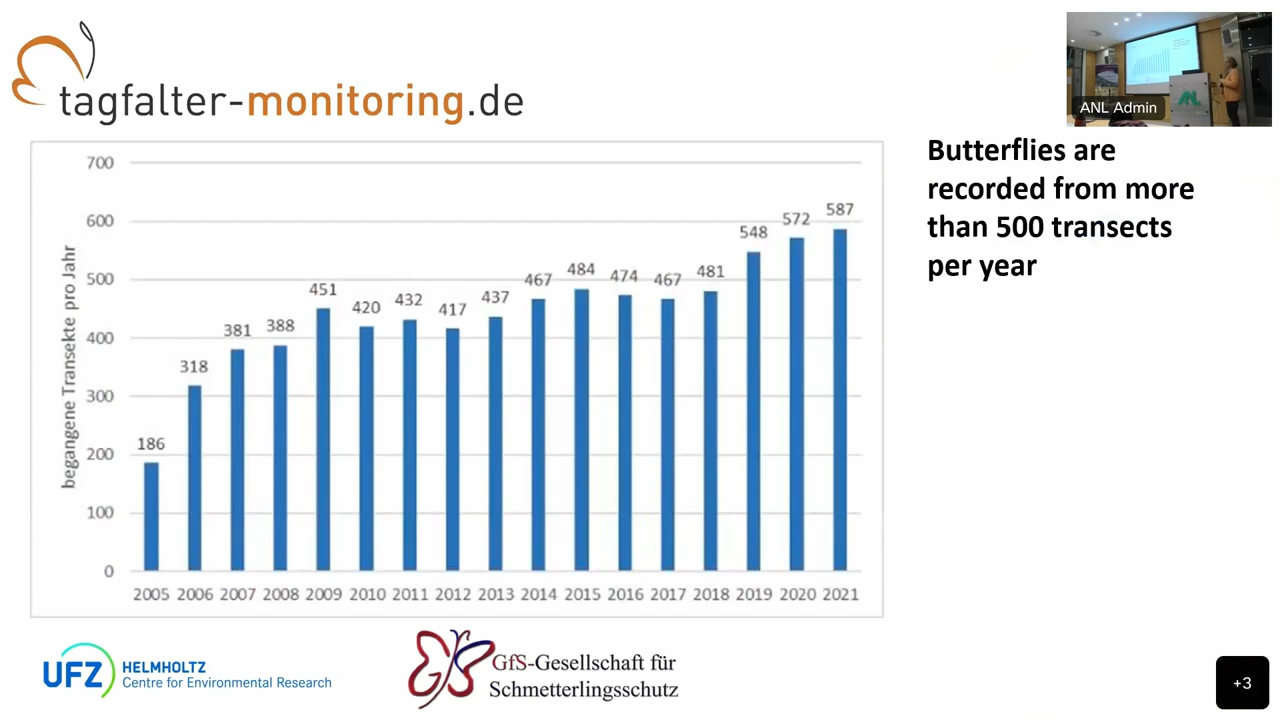 tagfalter-monitoring.de
ANL Admin
Butterflies are
recorded from more
than 500 transects
per year
begangene Transekte pro Jahr
700
600
500
400
300
200
100
0
186
318
381
388
451
420
432
417
437
467
484
474
467
481
548
572
587
2005 2006 2007 2008 2009 2010 2011 2012 2013 2014 2015 2016 2017 2018 2019 2020 2021
UFZ HELMHOLTZ
Centre for Environmental Research
GfS-Gesellschaft für
Schmetterlingsschutz
ANL
+3